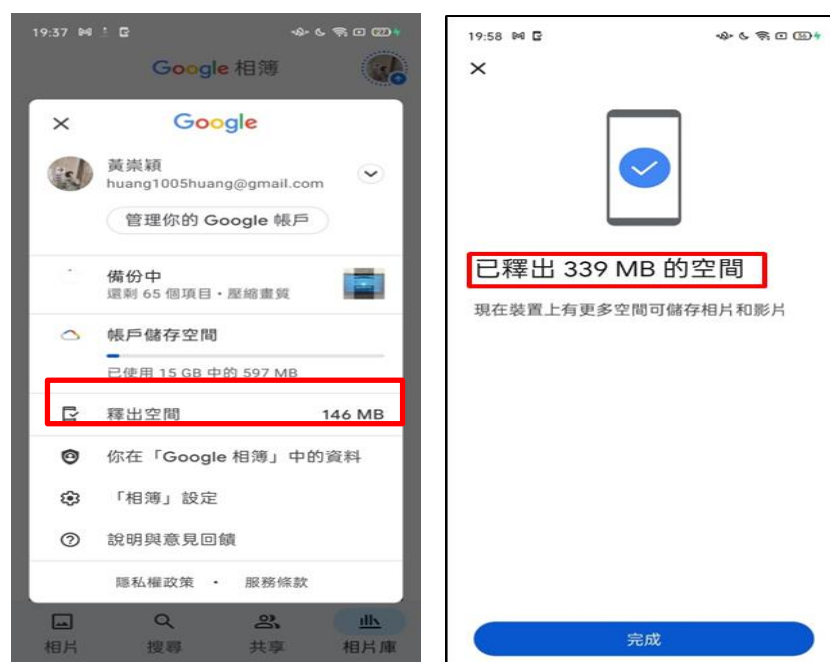 19:37
27
Google 相簿
Google
黃崇穎
huang1005huang@gmail.com
管理你的 Google 帳戶
備份中
還剩 65 個項目・壓縮畫質
帳戶儲存空間
已使用 15 GB 中的 597 MB
釋出空間 146 MB
你在「Google 相簿」中的資料
「相簿」設定
說明與意見回饋
隱私權政策 · 服務條款
相片 搜尋 共享 相片庫
19:58
已釋出 339 MB 的空間
現在裝置上有更多空間可儲存相片和影片
完成